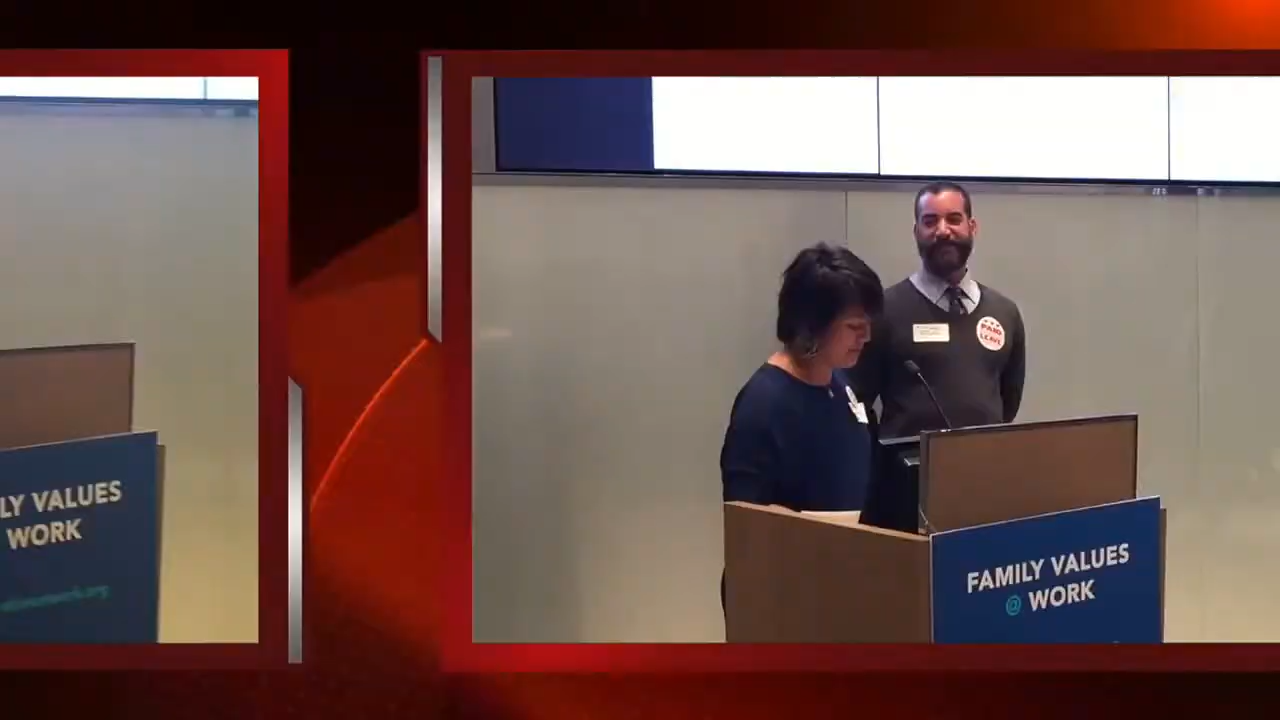 LY VALUES
WORK
PAID
LEAVE
FAMILY VALUES
@ WORK